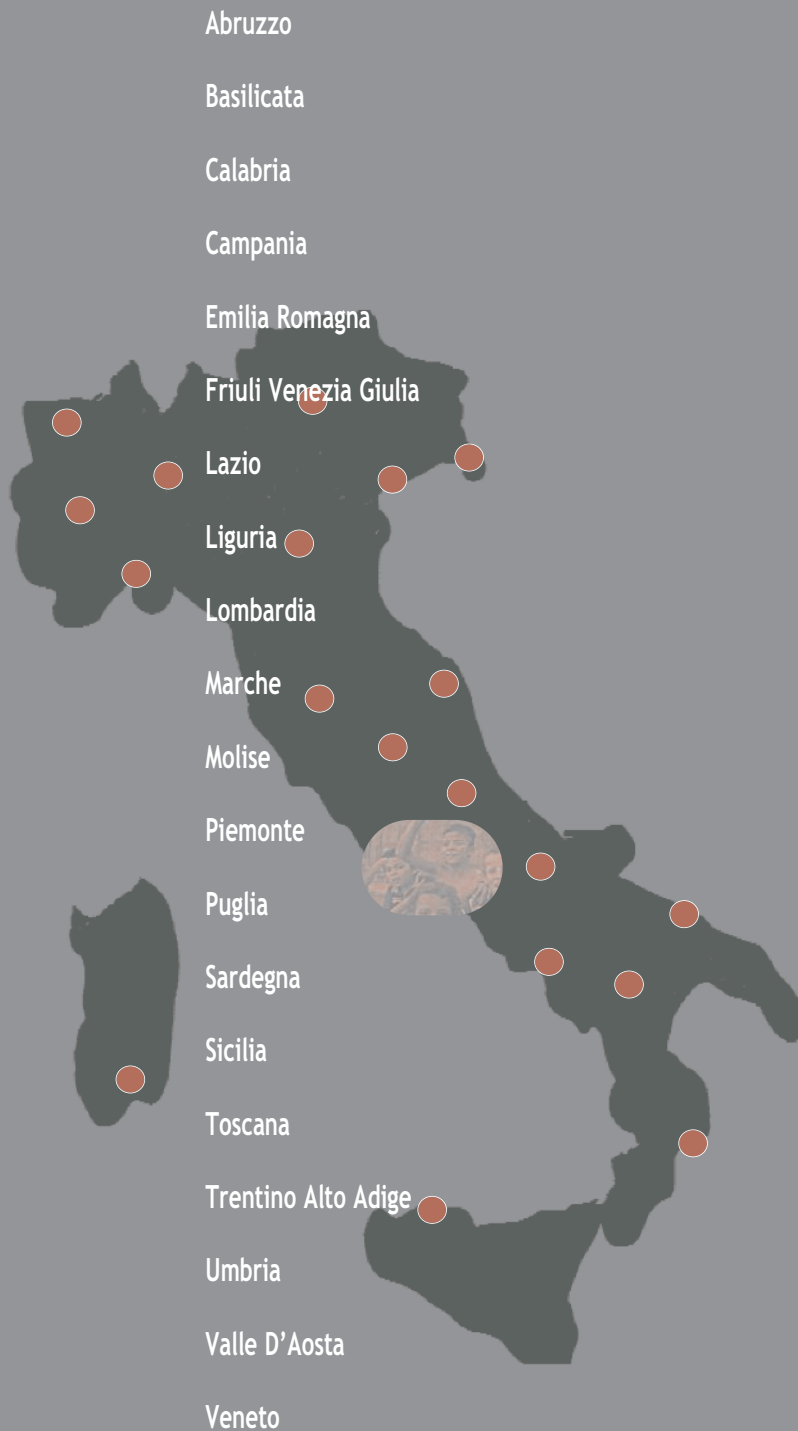 Abruzzo
Basilicata
Calabria
Campania
Emilia Romagna
Friuli Venezia Giulia
Lazio
Liguria
Lombardia
Marche
Molise
Piemonte
Puglia
Sardegna
Sicilia
Toscana
Trentino Alto Adige
Umbria
Valle D’Aosta
Veneto